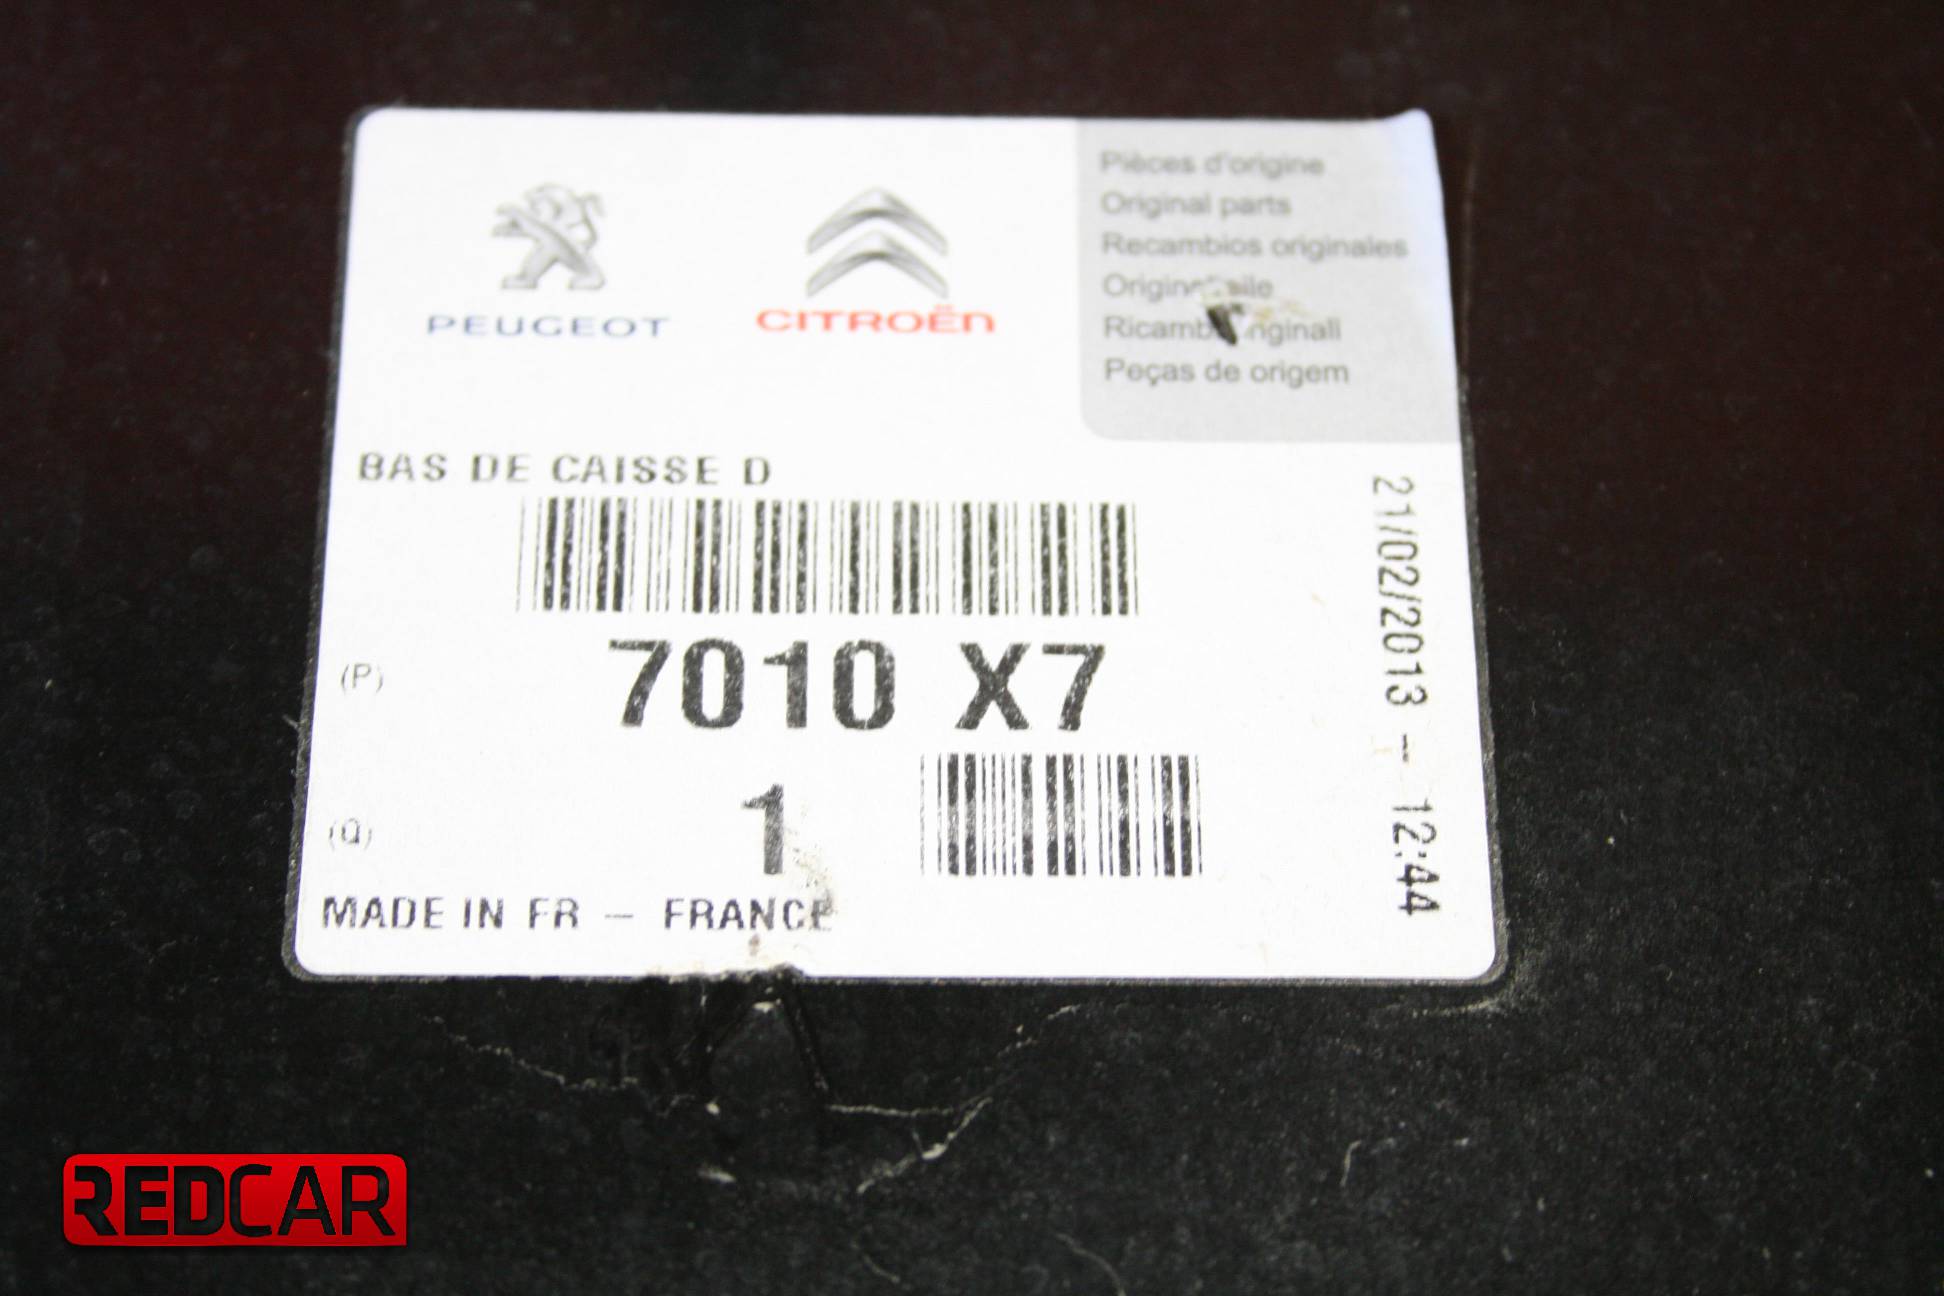 PEUGEOT
CITROËN
Pièces d'origine
Original parts
Recambios originales
Peças de origem
BAS DE CAISSE D
(P)
7010 X7
(Q)
1
MADE IN FR – FRANCE
21/02/2013 - 12:44
REDCAR